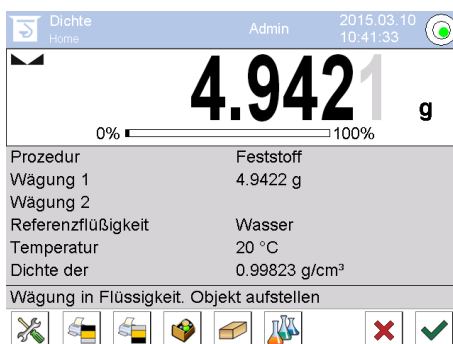 Dichte
Home
Admin
2015.03.10
10:41:33
4.9421 g
0% 100%
Prozedur Feststoff
Wägung 1 4.9422 g
Wägung 2
Referenzflüßigkeit Wasser
Temperatur 20 °C
Dichte der 0.99823 g/cm³
Wägung in Flüssigkeit. Objekt aufstellen